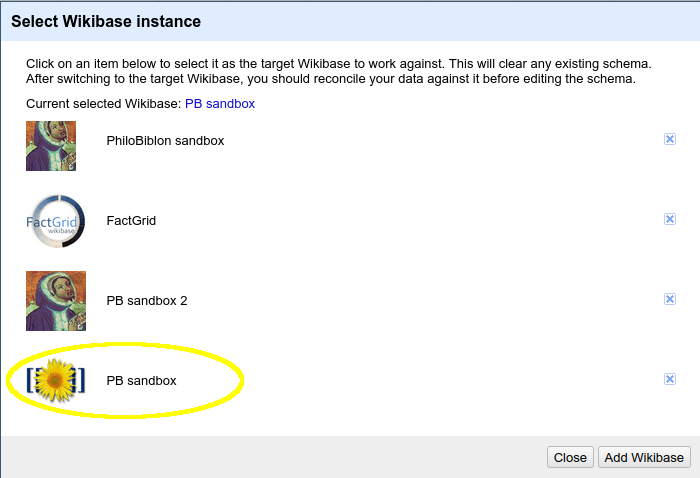 Select Wikibase instance
Click on an item below to select it as the target Wikibase to work against. This will clear any existing schema.
After switching to the target Wikibase, you should reconcile your data against it before editing the schema.
Current selected Wikibase: PB sandbox
PhiloBiblon sandbox
FactGrid
wikibase
FactGrid
PB sandbox 2
PB sandbox
Close
Add Wikibase